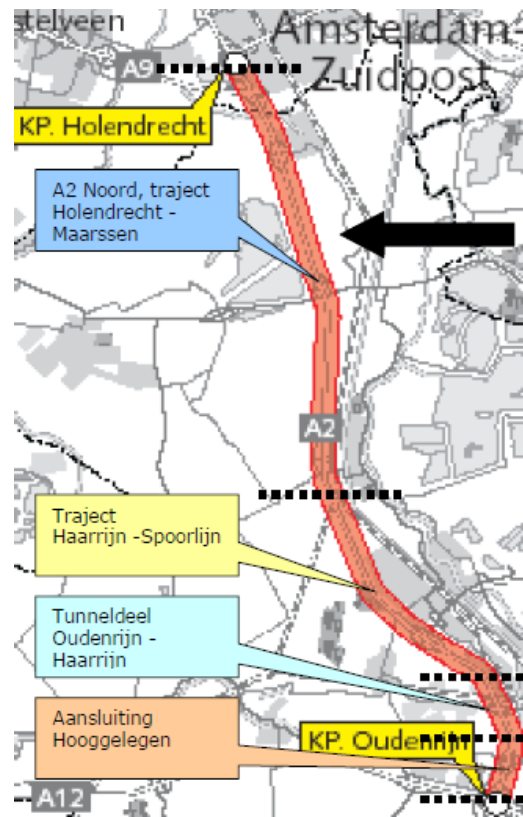 stelveen
Amsterdam-
Zuidoost
A9
KP. Holendrecht
A2 Noord, traject
Holendrecht -
Maarssen
A2
Traject
Haarrijn -Spoorlijn
Tunneldeel
Oudenrijn -
Haarrijn
Aansluiting
Hooggelegen
KP. Oudenrijn
A12